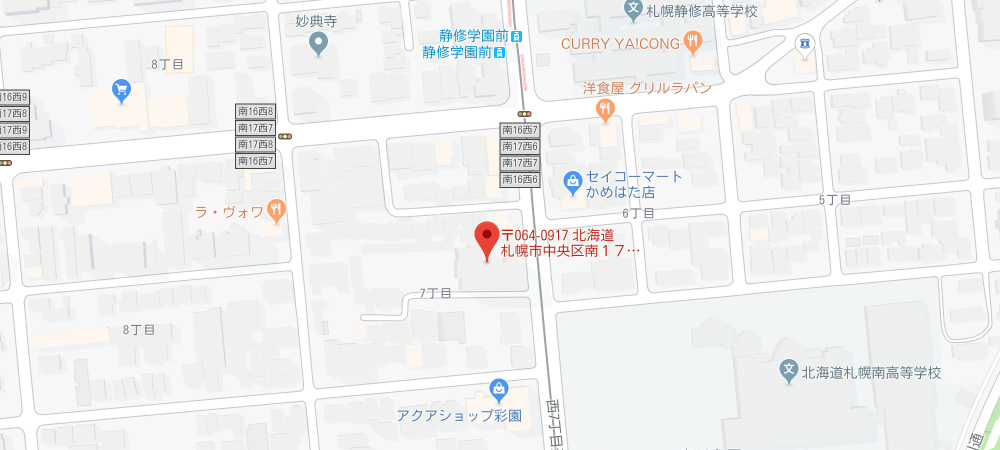 札幌静修高等学校
妙典寺
静修学園前
静修学園前
CURRY YA!CONG
8丁目
洋食屋 グリルラパン
南16西9
南17西8
南17西9
南16西8
南16西8
南17西7
南17西8
南16西7
南16西7
南17西6
南17西7
南16西6
セイコーマート
かめはた店
5丁目
6丁目
ラ・ヴォワ
〒064-0917 北海道
札幌市中央区南１７…
7丁目
8丁目
北海道札幌南高等学校
アクアショップ彩園
西7丁目
通